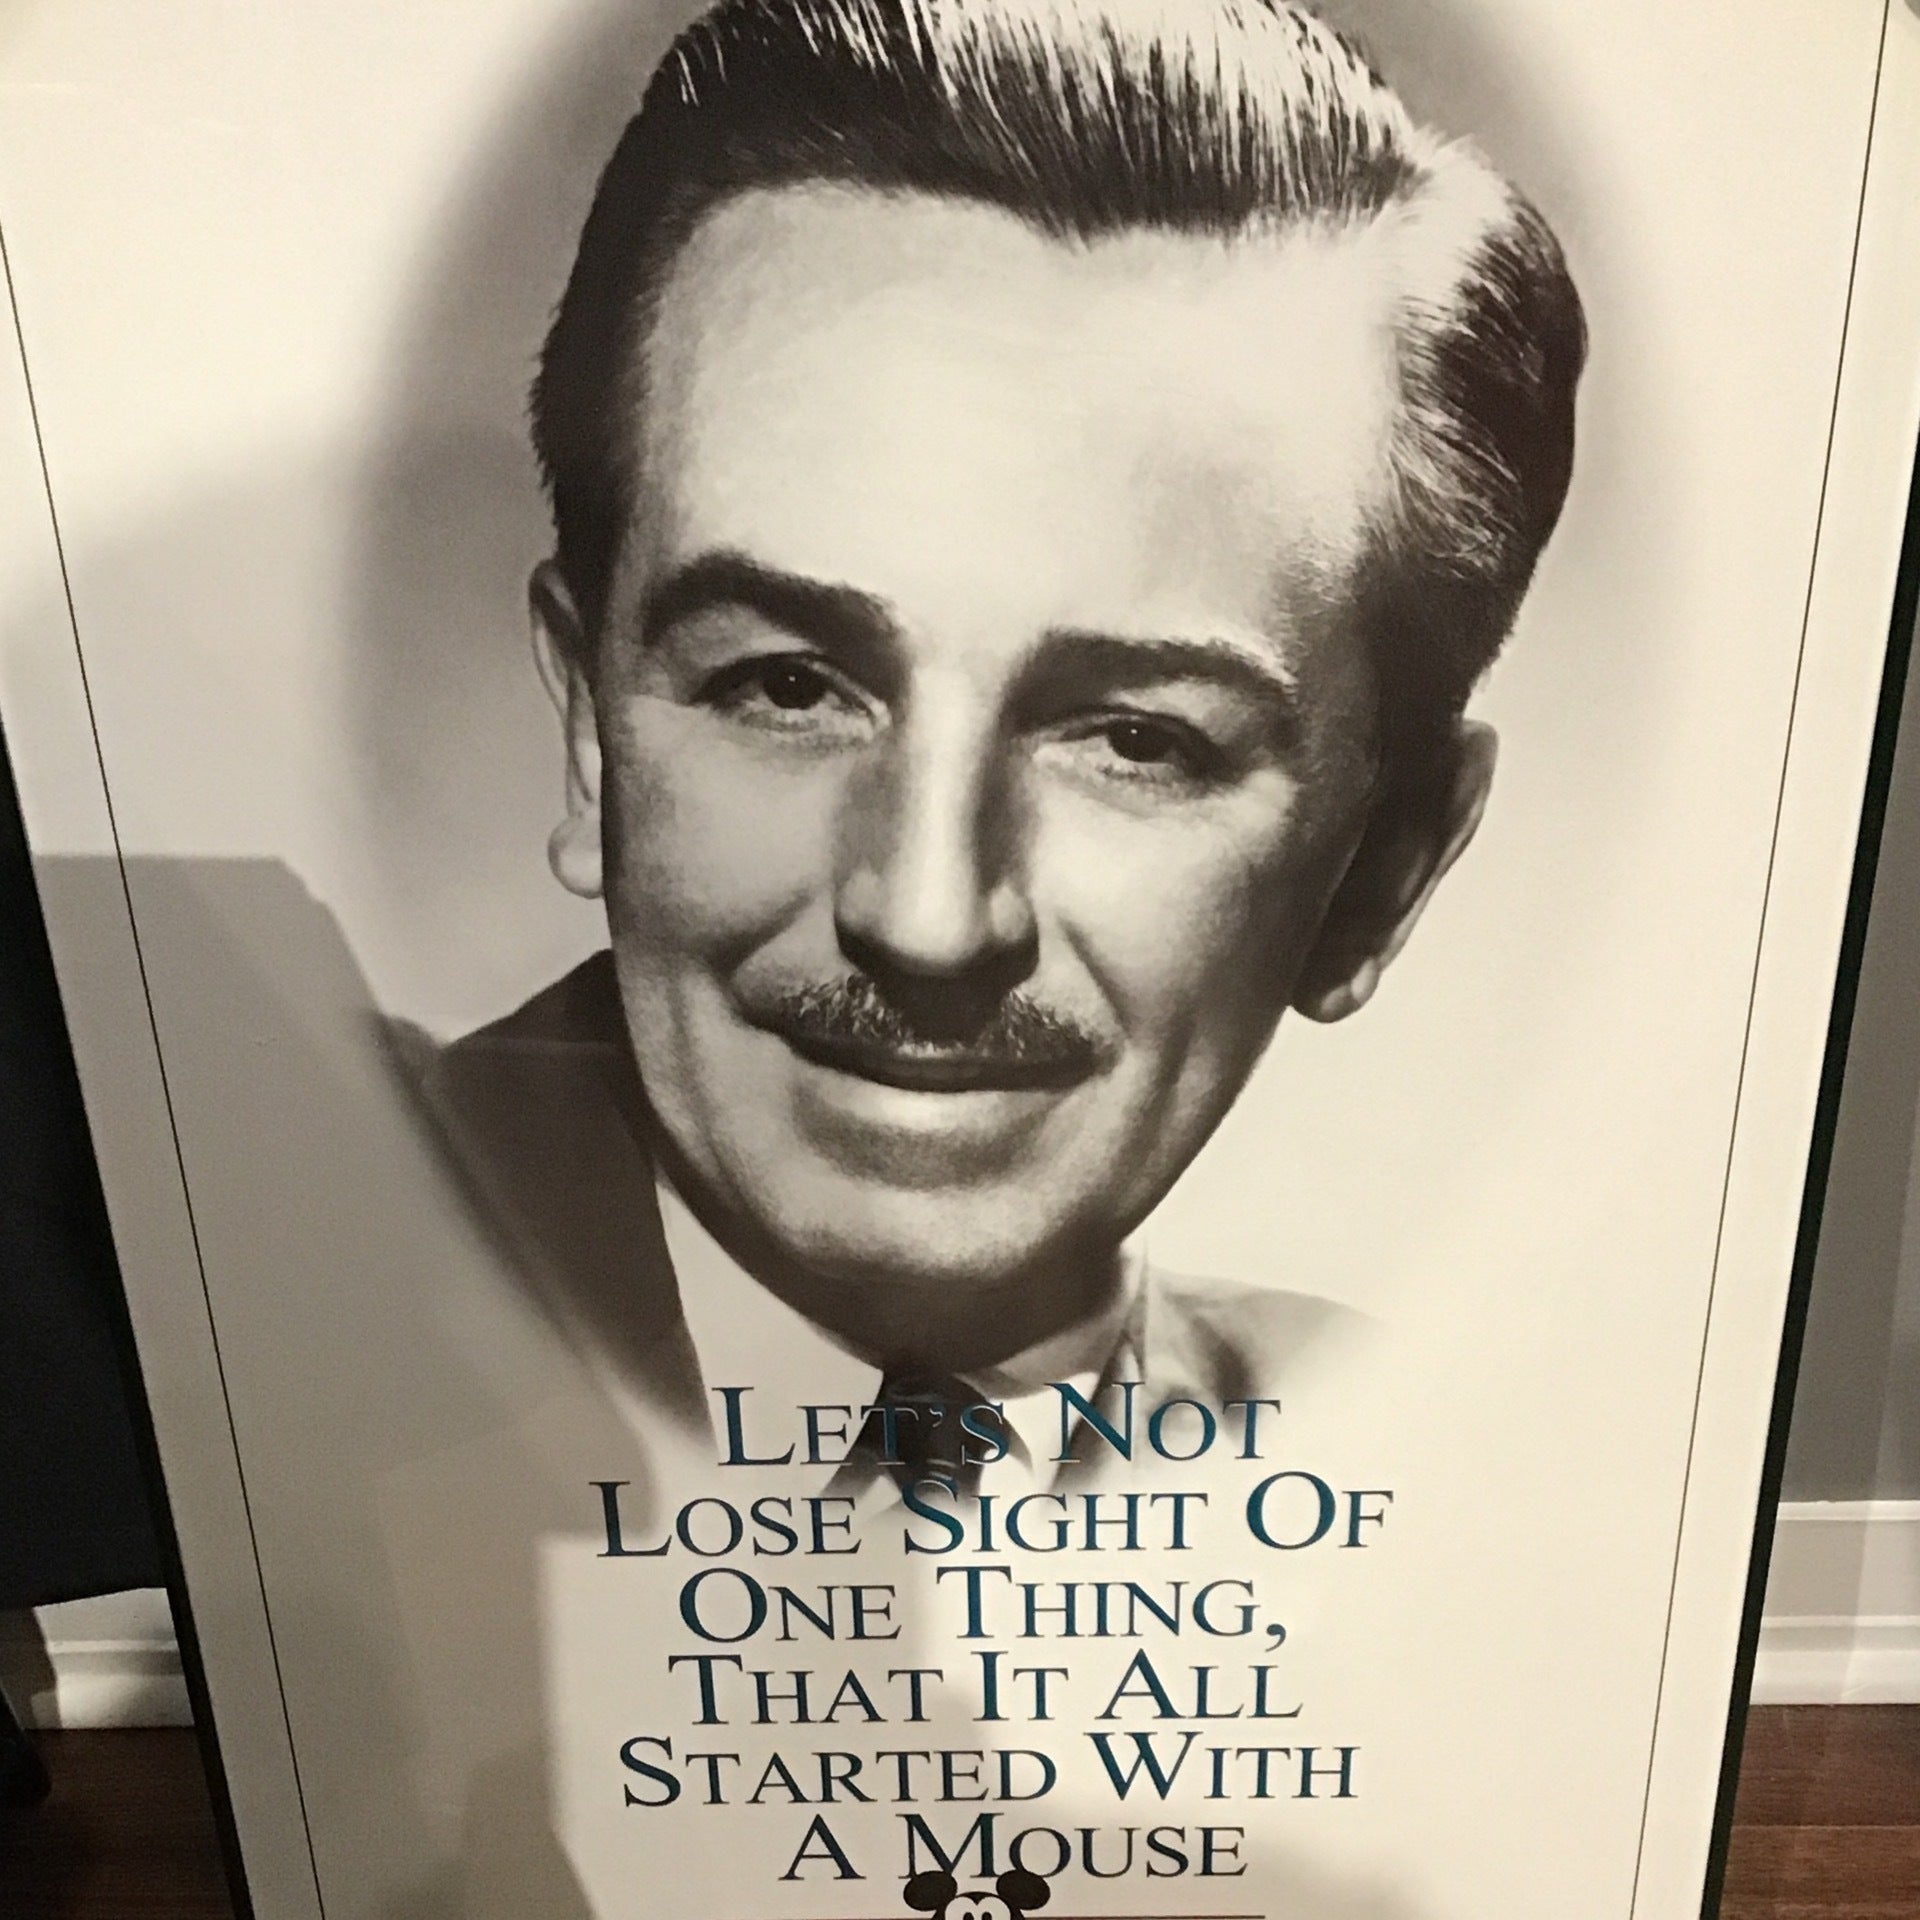 LET'S NOT
LOSE SIGHT OF
ONE THING,
THAT IT ALL
STARTED WITH
A MOUSE